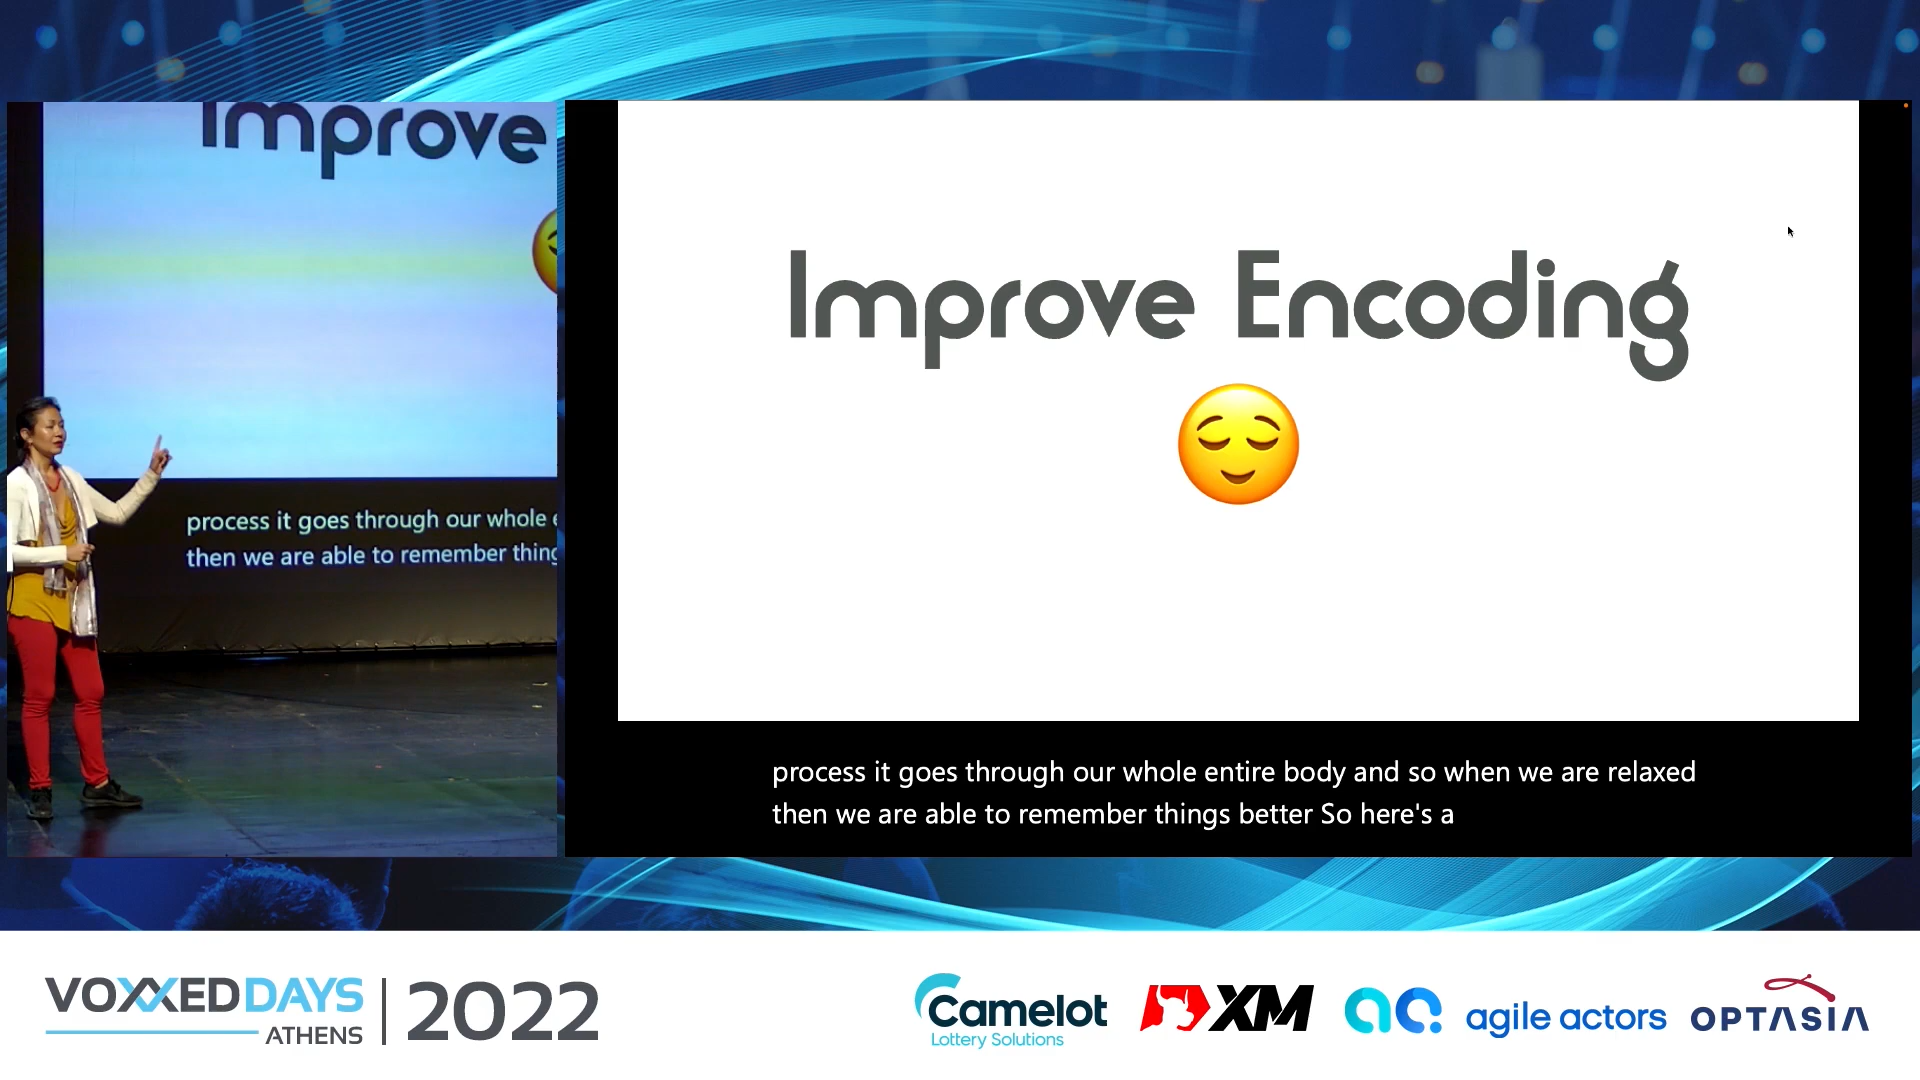 Improve
process it goes through our whole
then we are able to remember thing
Improve Encoding
process it goes through our whole entire body and so when we are relaxed
then we are able to remember things better So here's a
VOXXEDDAYS
ATHENS
2022
Camelot
Lottery Solutions
XM
agile actors
OPTASIA